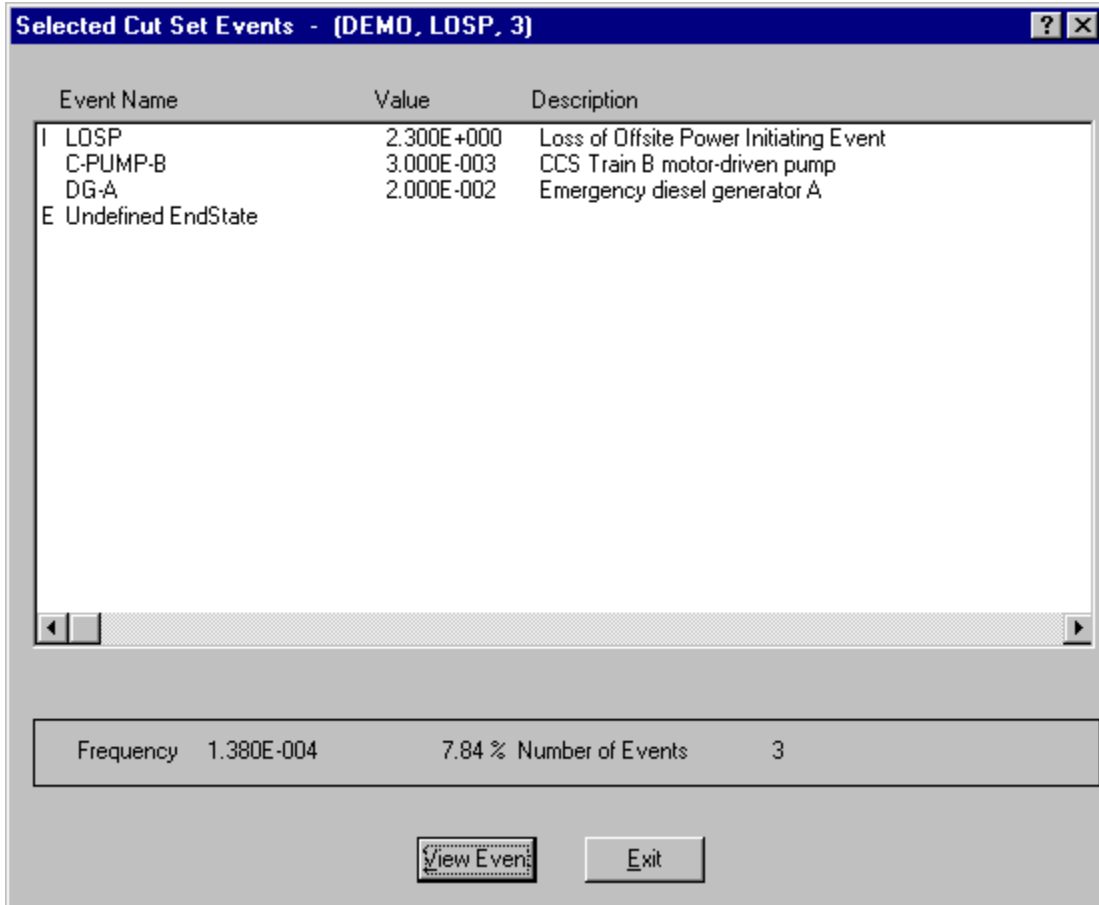 Selected Cut Set Events - (DEMO, LOSP, 3)
Event Name Value Description
I LOSP 2.300E+000 Loss of Offsite Power Initiating Event
C-PUMP-B 3.000E-003 CCS Train B motor-driven pump
DG-A 2.000E-002 Emergency diesel generator A
E Undefined EndState
Frequency 1.380E-004 7.84 % Number of Events 3
View Even Exit